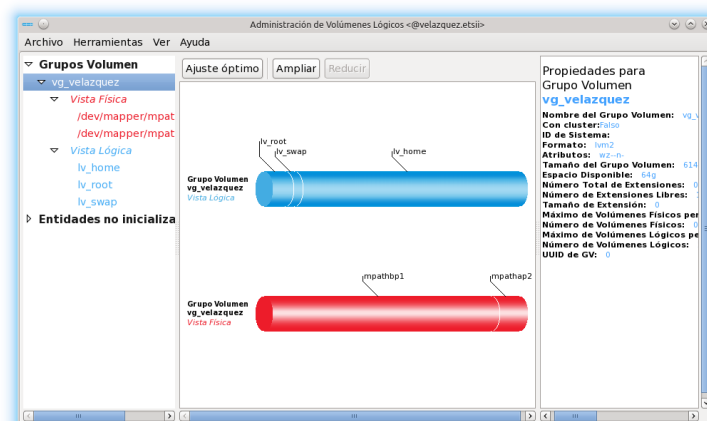 Administración de Volúmenes Lógicos <@velazquez.etsii>
Archivo Herramientas Ver Ayuda
Grupos Volumen
vg_velazquez
Vista Física
/dev/mapper/mpat
/dev/mapper/mpat
Vista Lógica
lv_home
lv_root
lv_swap
Entidades no inicializa
Ajuste óptimo Ampliar Reducir
lv_root
lv_swap
lv_home
Grupo Volumen
vg_velazquez
Vista Lógica
mpathbp1
mpathap2
Grupo Volumen
vg_velazquez
Vista Física
Propiedades para
Grupo Volumen
vg_velazquez
Nombre del Grupo Volumen: vg_v
Con cluster:Falso
ID de Sistema:
Formato: lvm2
Atributos: wz--n-
Tamaño del Grupo Volumen: 614
Espacio Disponible: 64g
Número Total de Extensiones: 0
Número de Extensiones Libres:
Tamaño de Extensión: 0
Máximo de Volúmenes Físicos per
Número de Volúmenes Físicos: 0
Máximo de Volúmenes Lógicos pe
Número de Volúmenes Lógicos:
UUID de GV: 0